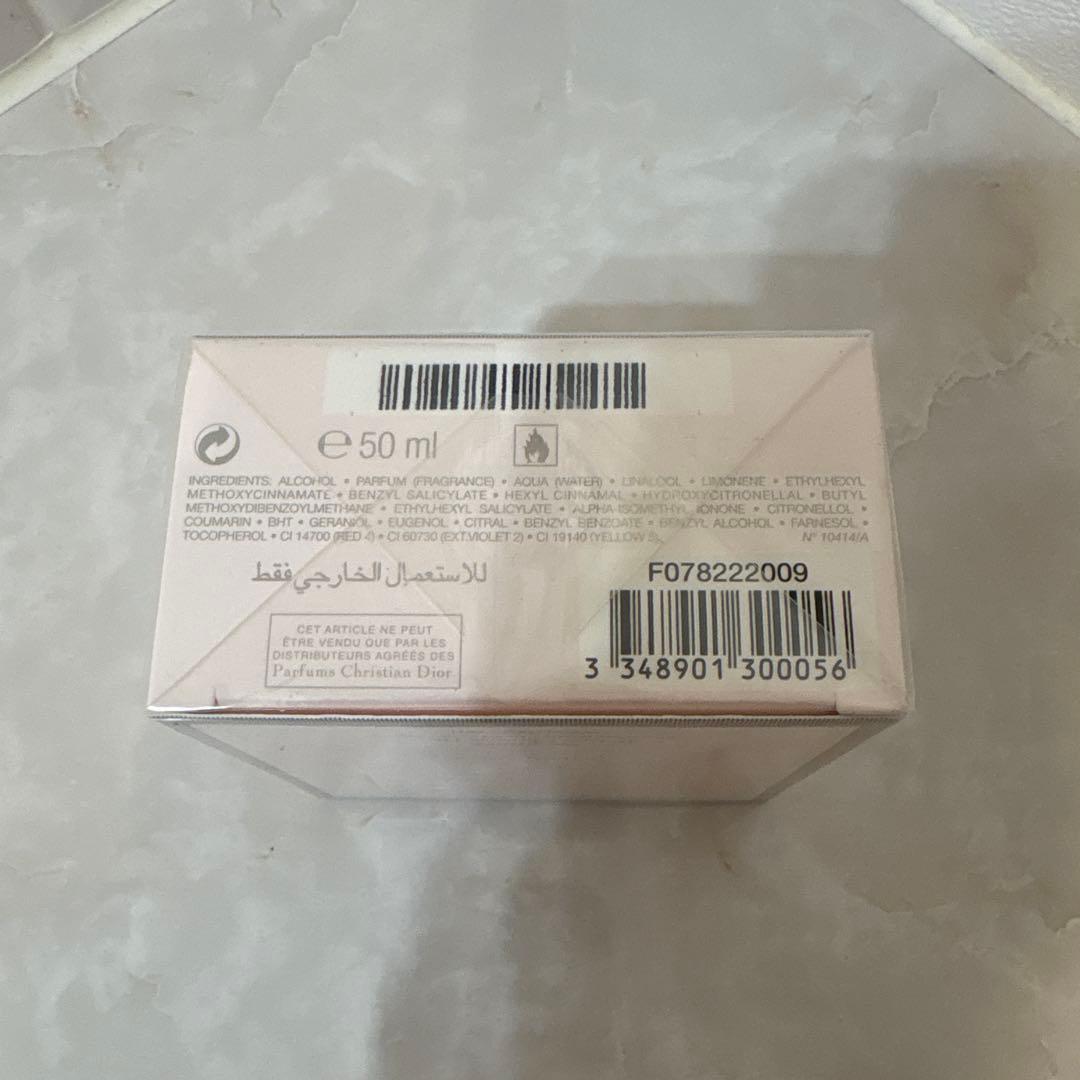 ℮ 50 ml
INGREDIENTS: ALCOHOL • PARFUM (FRAGRANCE) • AQUA (WATER) • LINALOOL • LIMONENE • ETHYLHEXYL
METHOXYCINNAMATE • BENZYL SALICYLATE • HEXYL CINNAMAL • HYDROXYCITRONELLAL • BUTYL
METHOXYDIBENZOYLMETHANE • ETHYLHEXYL SALICYLATE • ALPHA-ISOMETHYL IONONE • CITRONELLOL •
COUMARIN • BHT • GERANIOL • EUGENOL • CITRAL • BENZYL BENZOATE • BENZYL ALCOHOL • FARNESOL •
TOCOPHEROL • CI 14700 (RED 4) • CI 60730 (EXT.VIOLET 2) • CI 19140 (YELLOW 5).
N° 10414/A
للاستعمال الخارجي فقط
F078222009
CET ARTICLE NE PEUT
ÊTRE VENDU QUE PAR LES
DISTRIBUTEURS AGRÉÉS DES
Parfums Christian Dior
3 348901 300056